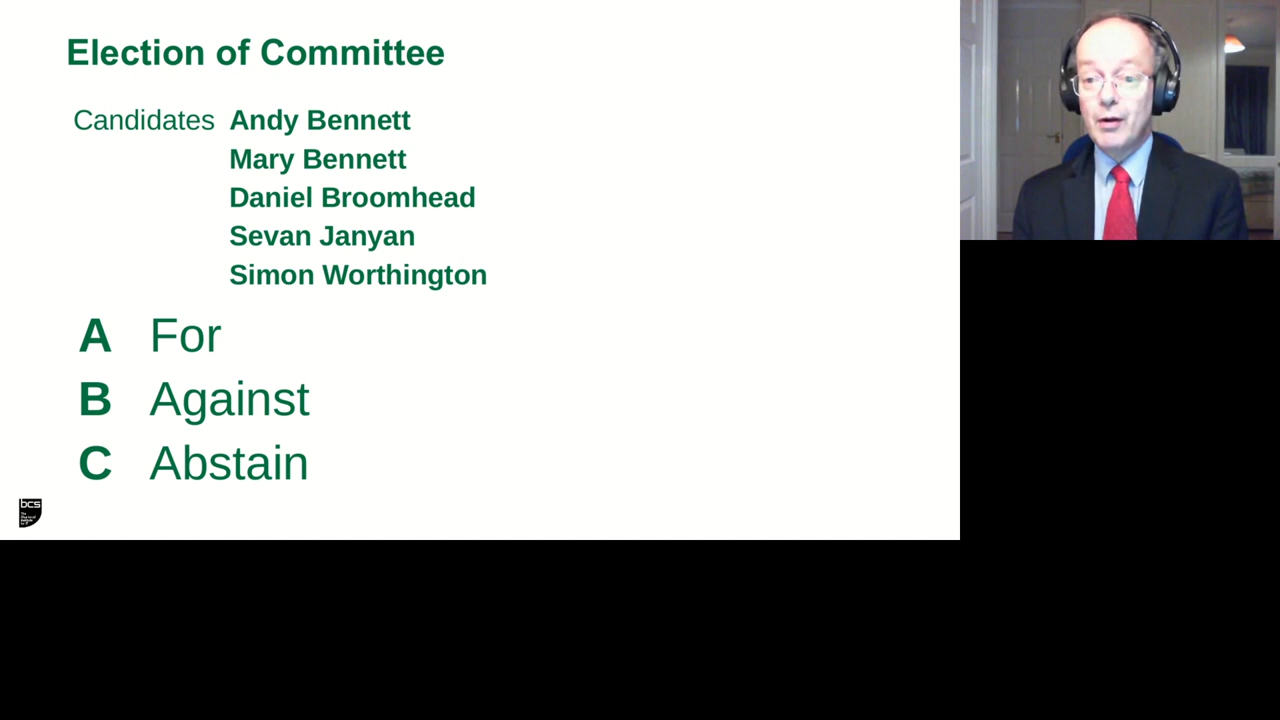 Election of Committee
Candidates Andy Bennett
Mary Bennett
Daniel Broomhead
Sevan Janyan
Simon Worthington
A For
B Against
C Abstain
bcs